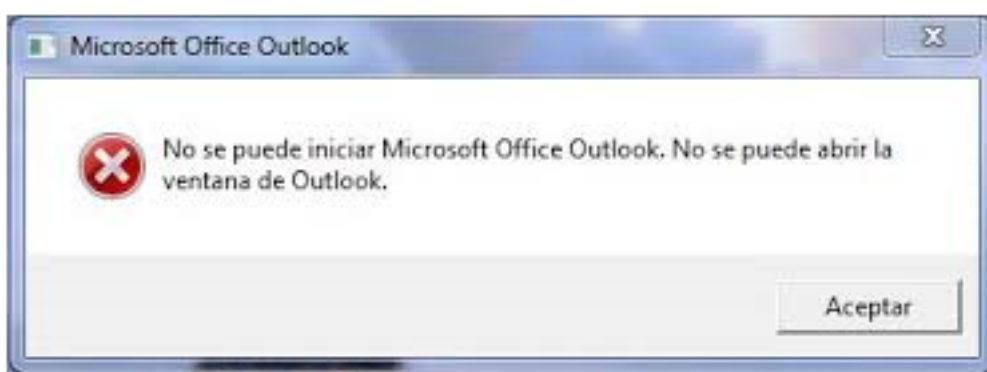 Microsoft Office Outlook
No se puede iniciar Microsoft Office Outlook. No se puede abrir la
ventana de Outlook.
Aceptar